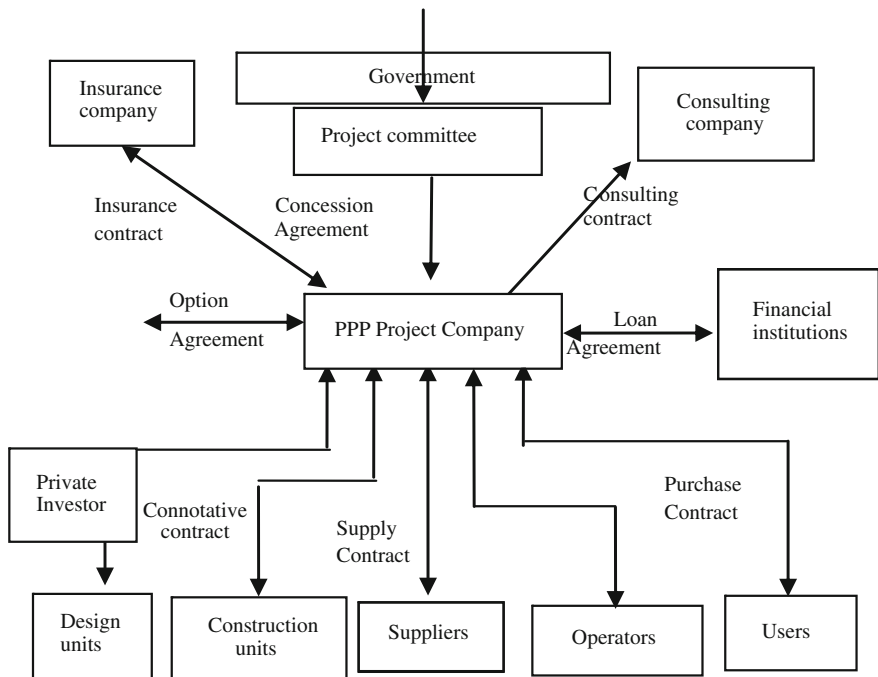 Government
Insurance
company
Consulting
company
Project committee
Insurance
contract
Concession
Agreement
Consulting
contract
Option
Agreement
PPP Project Company
Loan
Agreement
Financial
institutions
Private
Investor
Connotative
contract
Supply
Contract
Purchase
Contract
Design
units
Construction
units
Suppliers
Operators
Users